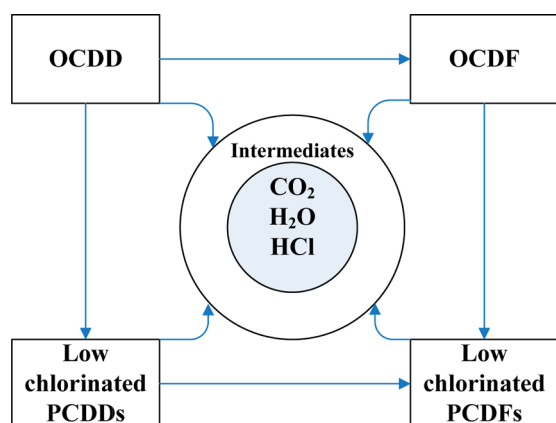 OCDD
OCDF
Intermediates
CO₂
H₂O
HCl
Low
chlorinated
PCDDs
Low
chlorinated
PCDFs